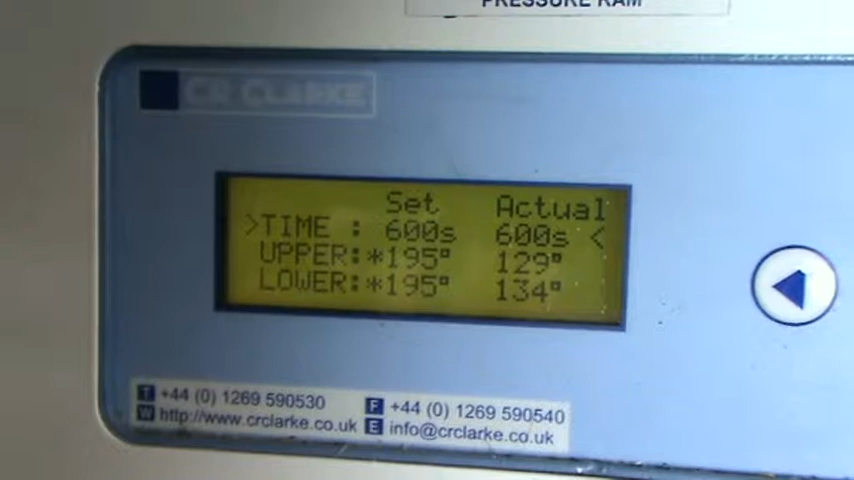 PRESSURE RAM
CR CLARKE
Set Actual
>TIME : 600s 600s <
UPPER:*195° 129°
LOWER:*195° 134°
T +44 (0) 1269 590530 F +44 (0) 1269 590540
W http://www.crclarke.co.uk E info@crclarke.co.uk